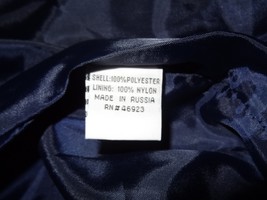 SHELL: 100% POLYESTER
LINING: 100% NYLON
MADE IN RUSSIA
RN# 46923